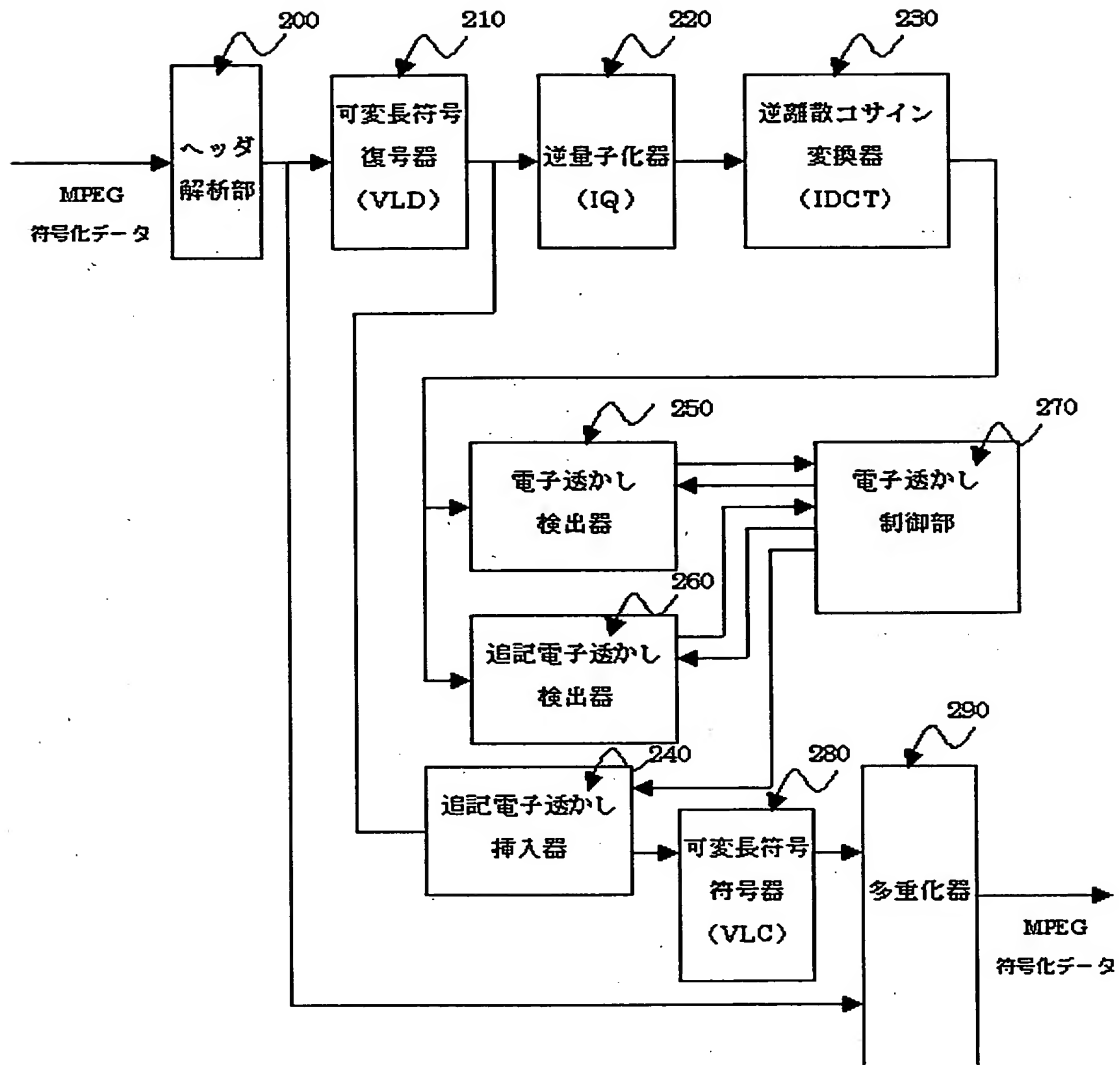 200
210
220
230
ヘッダ
解析部
可変長符号
復号器
(VLD)
逆量子化器
(IQ)
逆離散コサイン
変換器
(IDCT)
MPEG
符号化データ
250
270
電子透かし
検出器
電子透かし
制御部
260
追記電子透かし
検出器
290
240
280
追記電子透かし
挿入器
可変長符号
符号器
(VLC)
多重化器
MPEG
符号化データ